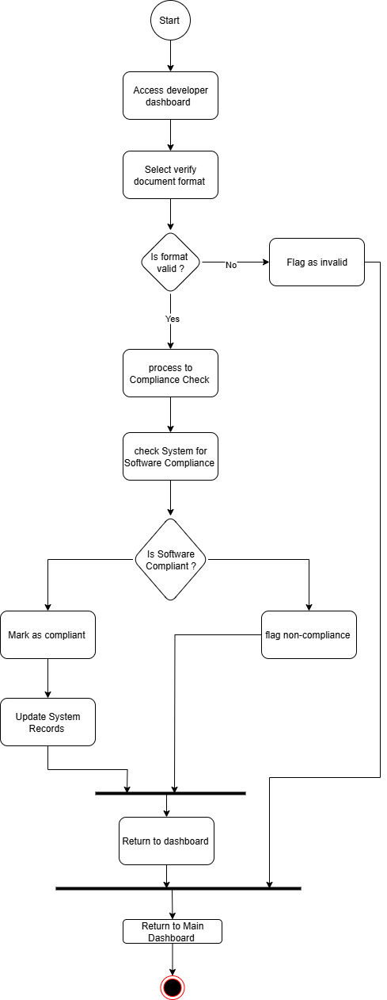 Start
Access developer
dashboard
Select verify
document format
Is format
valid ?
No
Flag as invalid
Yes
process to
Compliance Check
check System for
Software Compliance
Is Software
Compliant ?
Mark as compliant
flag non-compliance
Update System
Records
Return to dashboard
Return to Main
Dashboard